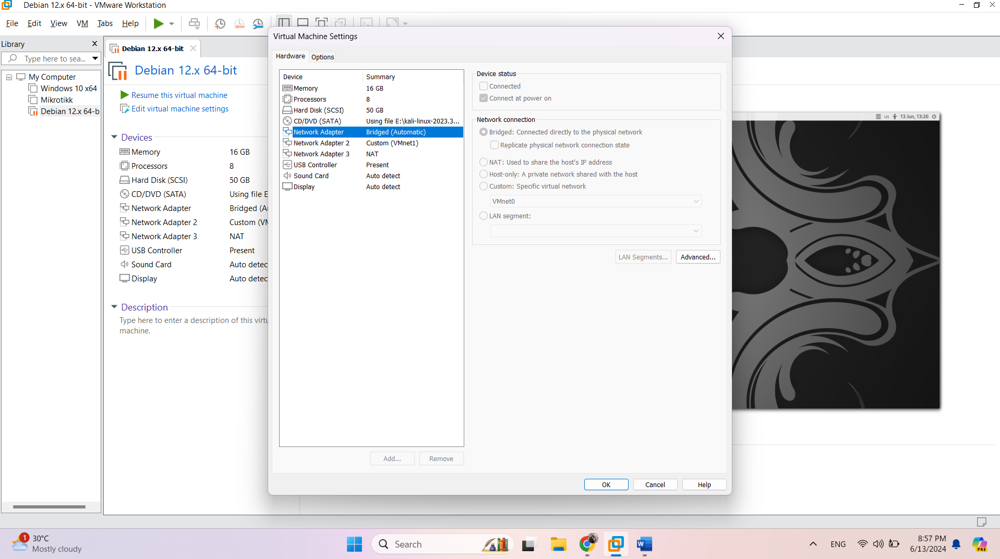 Debian 12.x 64-bit - VMware Workstation
File Edit View VM Tabs Help
Library
Type here to sea...
My Computer
Windows 10 x64
Mikrotikk
Debian 12.x 64-b
Debian 12.x 64-bit
Debian 12.x 64-bit
Resume this virtual machine
Edit virtual machine settings
Devices
Memory 16 GB
Processors 8
Hard Disk (SCSI) 50 GB
CD/DVD (SATA) Using file E
Network Adapter Bridged (A
Network Adapter 2 Custom (VM
Network Adapter 3 NAT
USB Controller Present
Sound Card Auto detec
Display Auto detec
Description
Type here to enter a description of this virtu
machine.
Virtual Machine Settings
Hardware Options
Device Summary
Memory 16 GB
Processors 8
Hard Disk (SCSI) 50 GB
CD/DVD (SATA) Using file E:\kali-linux-2023.3...
Network Adapter Bridged (Automatic)
Network Adapter 2 Custom (VMnet1)
Network Adapter 3 NAT
USB Controller Present
Sound Card Auto detect
Display Auto detect
Add... Remove
Device status
Connected
Connect at power on
Network connection
Bridged: Connected directly to the physical network
Replicate physical network connection state
NAT: Used to share the host's IP address
Host-only: A private network shared with the host
Custom: Specific virtual network
VMnet0
LAN segment:
LAN Segments... Advanced...
OK Cancel Help
us 13 Jun, 13:26
1
30°C
Mostly cloudy
Search
W
ENG
8:57 PM
6/13/2024
PRE